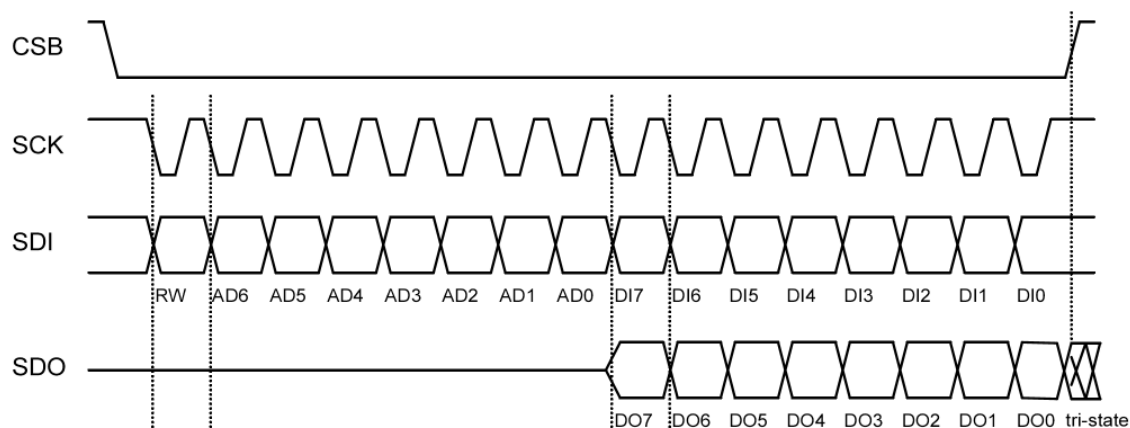 CSB
SCK
SDI
RW AD6 AD5 AD4 AD3 AD2 AD1 AD0 DI7 DI6 DI5 DI4 DI3 DI2 DI1 DI0
SDO
DO7 DO6 DO5 DO4 DO3 DO2 DO1 DO0 tri-state